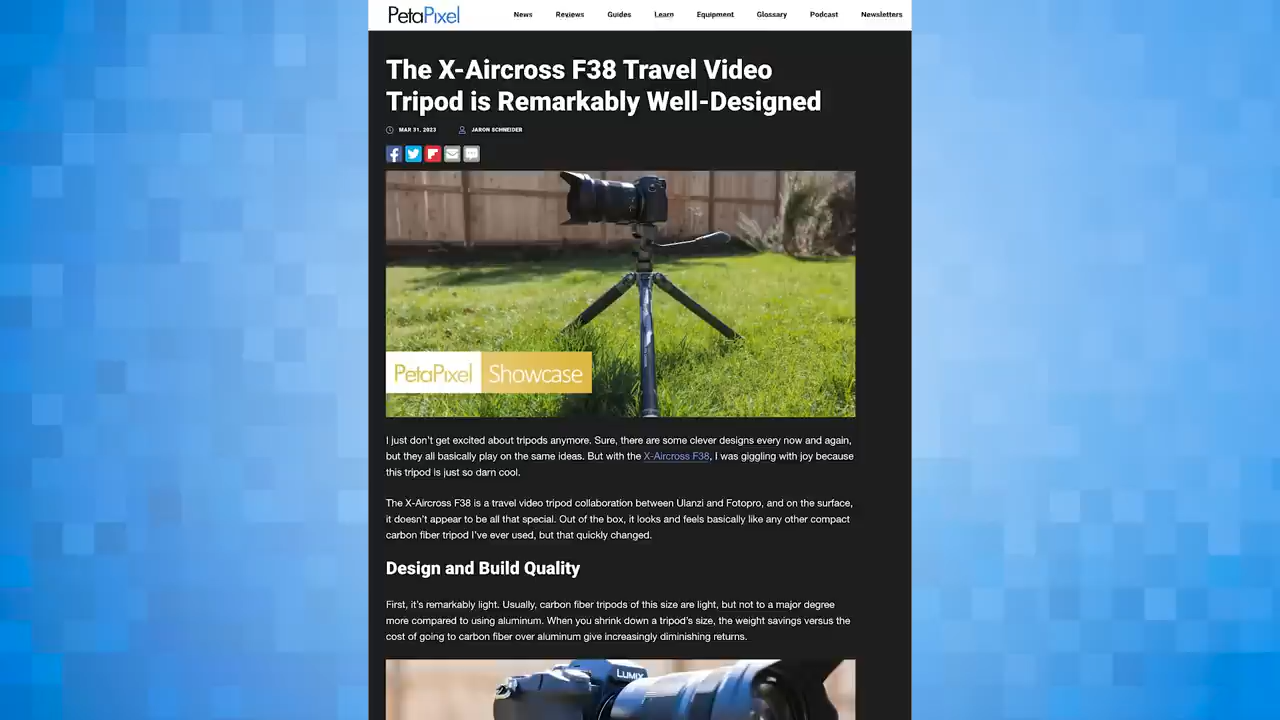 PetaPixel
News Reviews Guides Learn Equipment Glossary Podcast Newsletters
The X-Aircross F38 Travel Video
Tripod is Remarkably Well-Designed
MAR 31, 2023 JARON SCHNEIDER
PetaPixel Showcase
I just don't get excited about tripods anymore. Sure, there are some clever designs every now and again,
but they all basically play on the same ideas. But with the X-Aircross F38, I was giggling with joy because
this tripod is just so darn cool.
The X-Aircross F38 is a travel video tripod collaboration between Ulanzi and Fotopro, and on the surface,
it doesn't appear to be all that special. Out of the box, it looks and feels basically like any other compact
carbon fiber tripod I've ever used, but that quickly changed.
Design and Build Quality
First, it's remarkably light. Usually, carbon fiber tripods of this size are light, but not to a major degree
more compared to using aluminum. When you shrink down a tripod's size, the weight savings versus the
cost of going to carbon fiber over aluminum give increasingly diminishing returns.
LUMIX